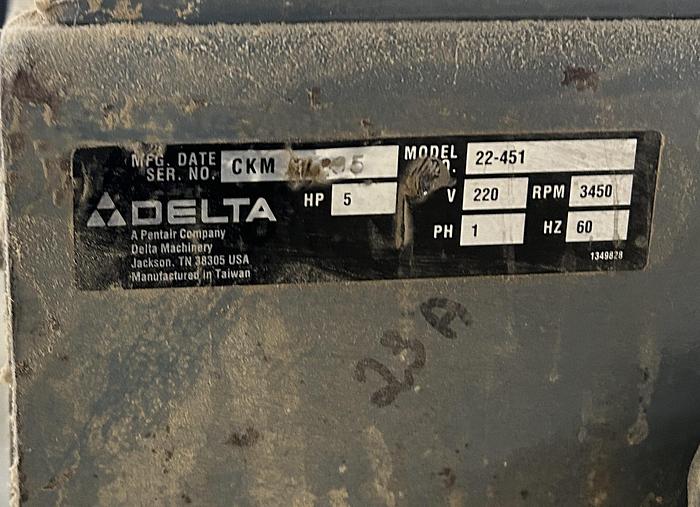 MFG. DATE
SER. NO. CKM
MODEL 22-451
HP 5
V 220 RPM 3450
PH 1 HZ 60
DELTA
A Pentair Company
Delta Machinery
Jackson. TN 38305 USA
Manufactured in Taiwan
1349828
23A